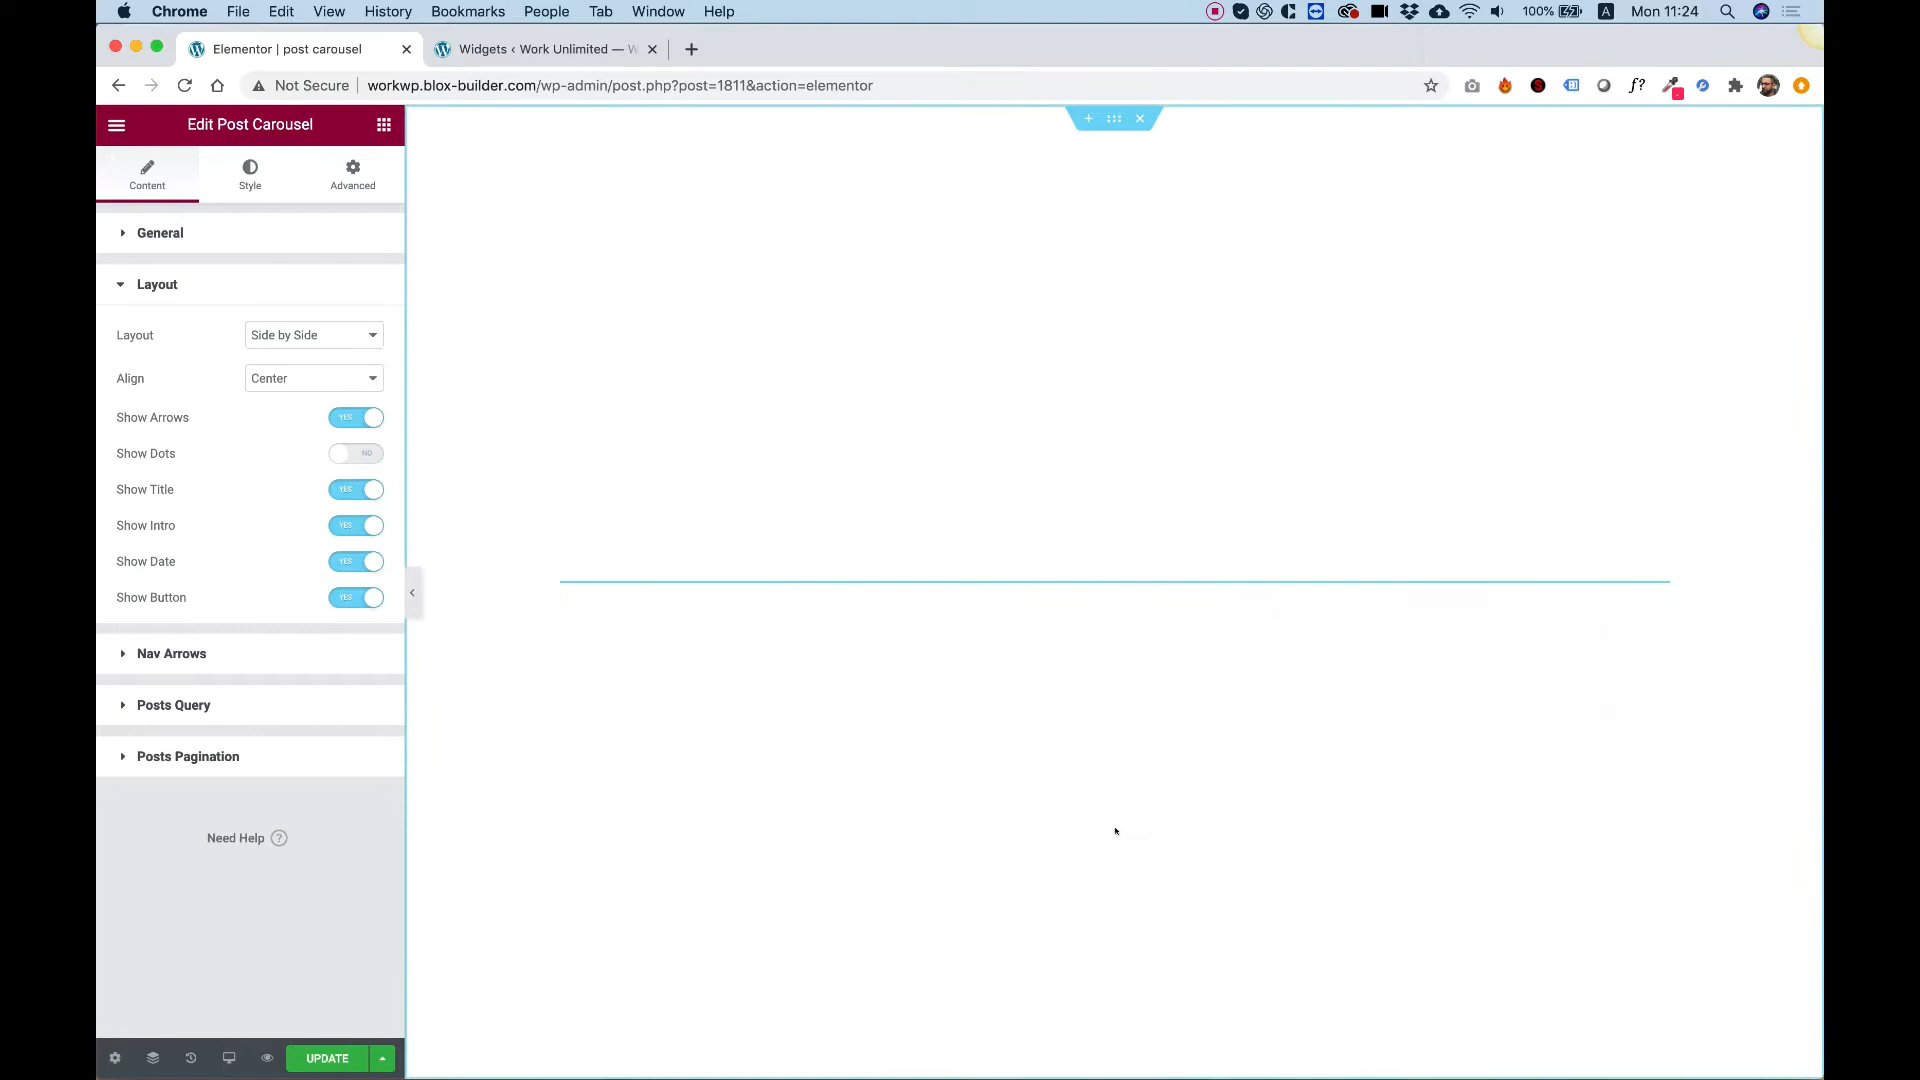 Chrome File Edit View History Bookmarks People Tab Window Help
100% A Mon 11:24
Elementor | post carousel
Widgets ‹ Work Unlimited — W
Not Secure workwp.blox-builder.com/wp-admin/post.php?post=1811&action=elementor
f?
Edit Post Carousel
Content Style Advanced
General
Layout
Layout Side by Side
Align Center
Show Arrows YES
Show Dots NO
Show Title YES
Show Intro YES
Show Date YES
Show Button YES
Nav Arrows
Posts Query
Posts Pagination
Need Help ?
UPDATE